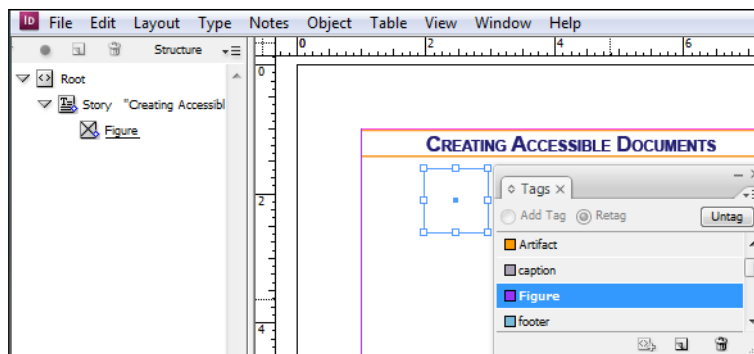 ID File Edit Layout Type Notes Object Table View Window Help
Structure
Root
Story "Creating Accessibl
Figure
0 2 4 6
0
2
4
CREATING ACCESSIBLE DOCUMENTS
Tags
Add Tag Retag Untag
Artifact
caption
Figure
footer